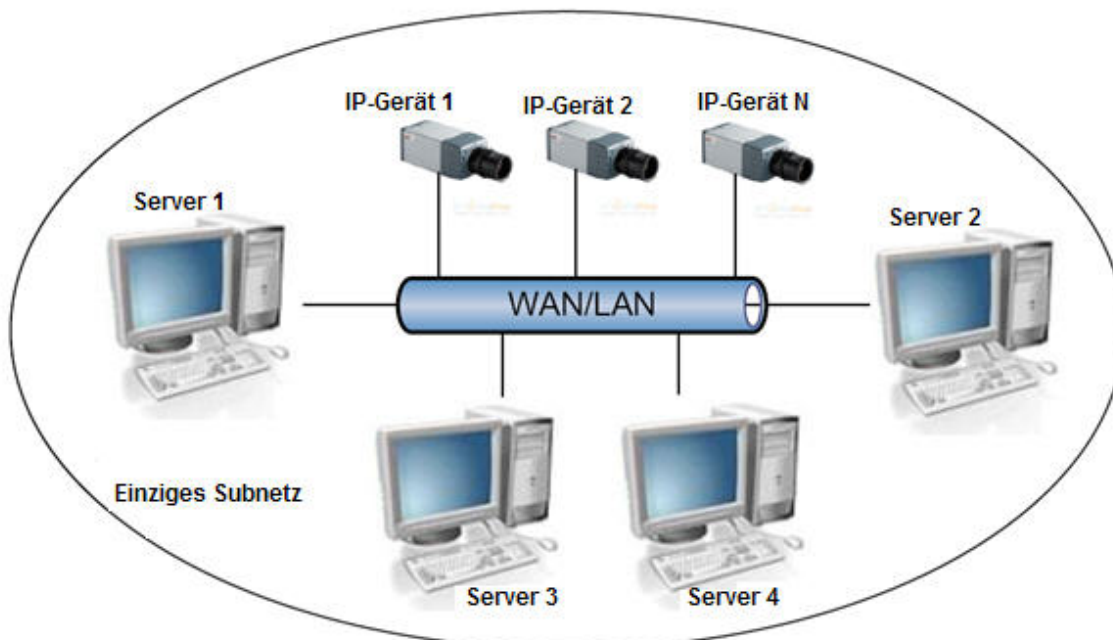 IP-Gerät 1
IP-Gerät 2
IP-Gerät N
Server 1
Server 2
WAN/LAN
Einziges Subnetz
Server 3
Server 4